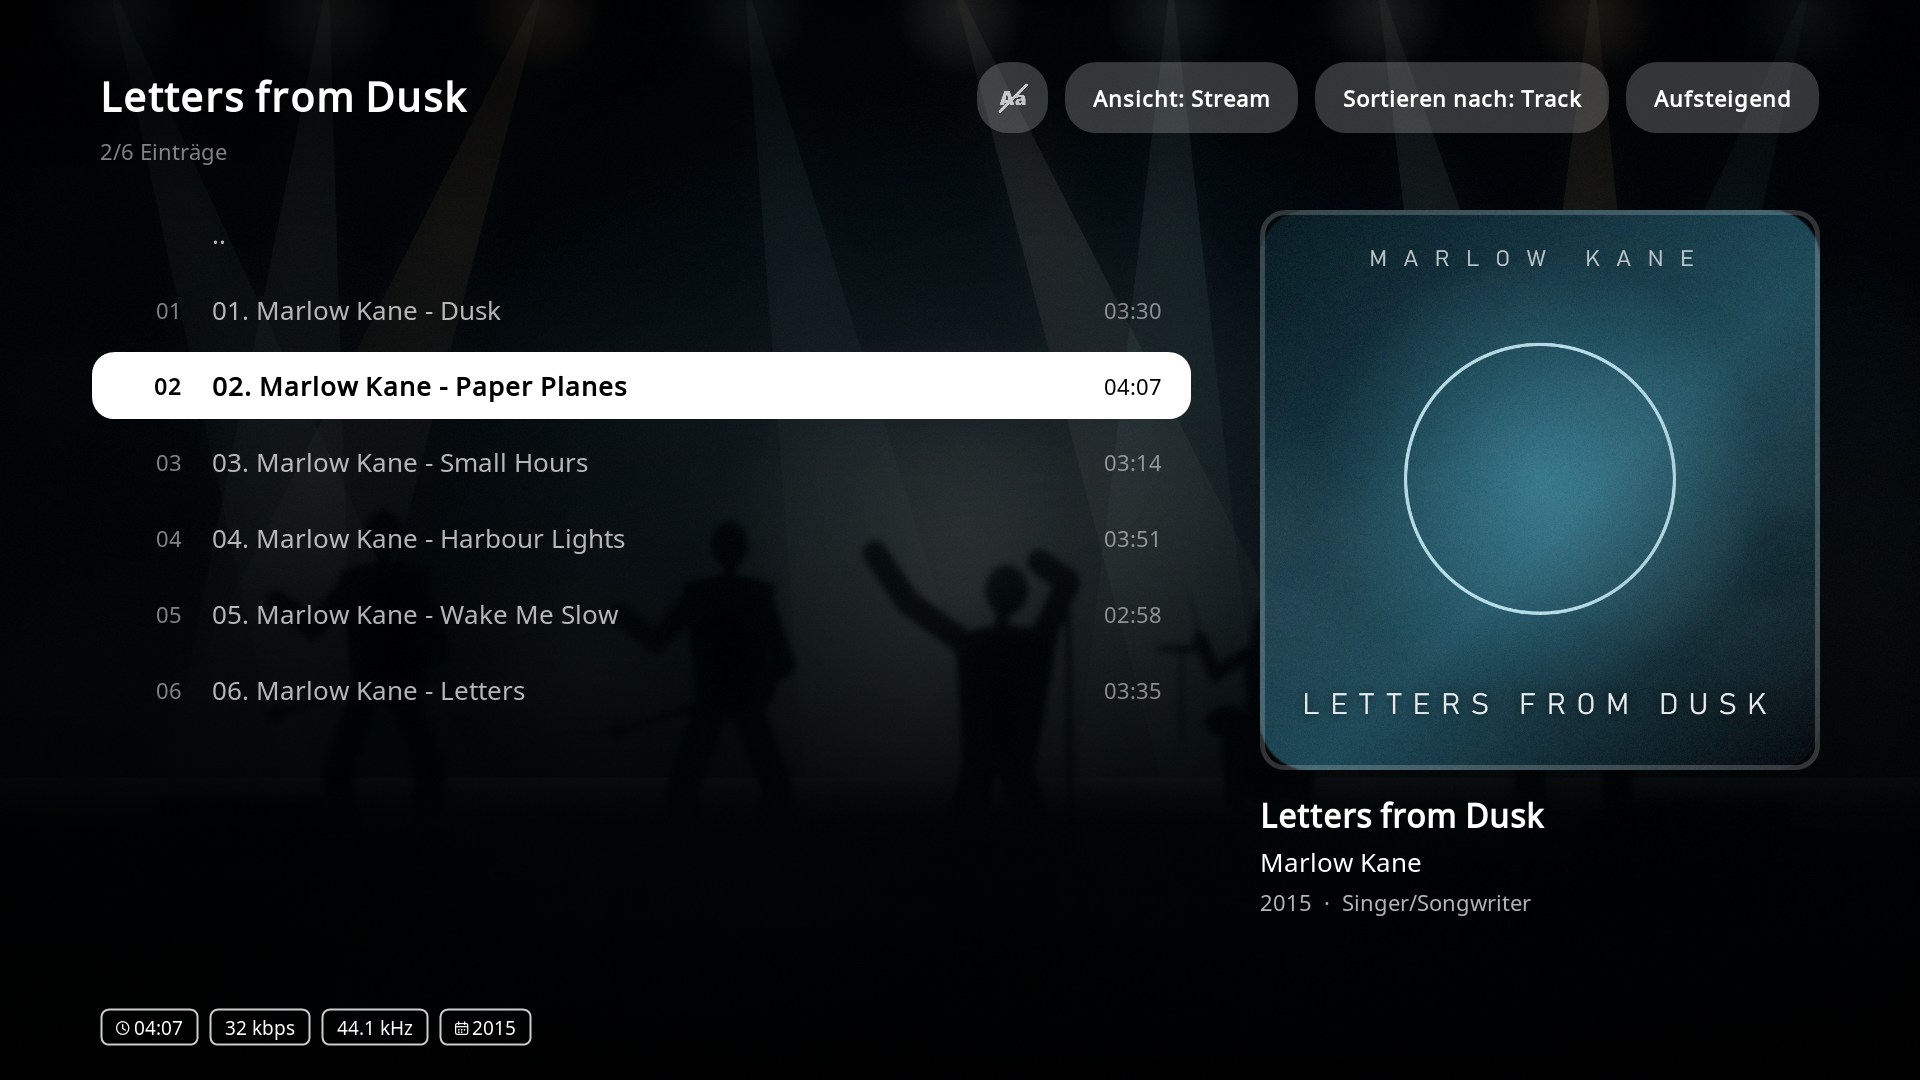 Letters from Dusk
2/6 Einträge
Aa
Ansicht: Stream
Sortieren nach: Track
Aufsteigend
..
01 01. Marlow Kane - Dusk 03:30
02 02. Marlow Kane - Paper Planes 04:07
03 03. Marlow Kane - Small Hours 03:14
04 04. Marlow Kane - Harbour Lights 03:51
05 05. Marlow Kane - Wake Me Slow 02:58
06 06. Marlow Kane - Letters 03:35
MARLOW KANE
LETTERS FROM DUSK
Letters from Dusk
Marlow Kane
2015 · Singer/Songwriter
04:07 32 kbps 44.1 kHz 2015